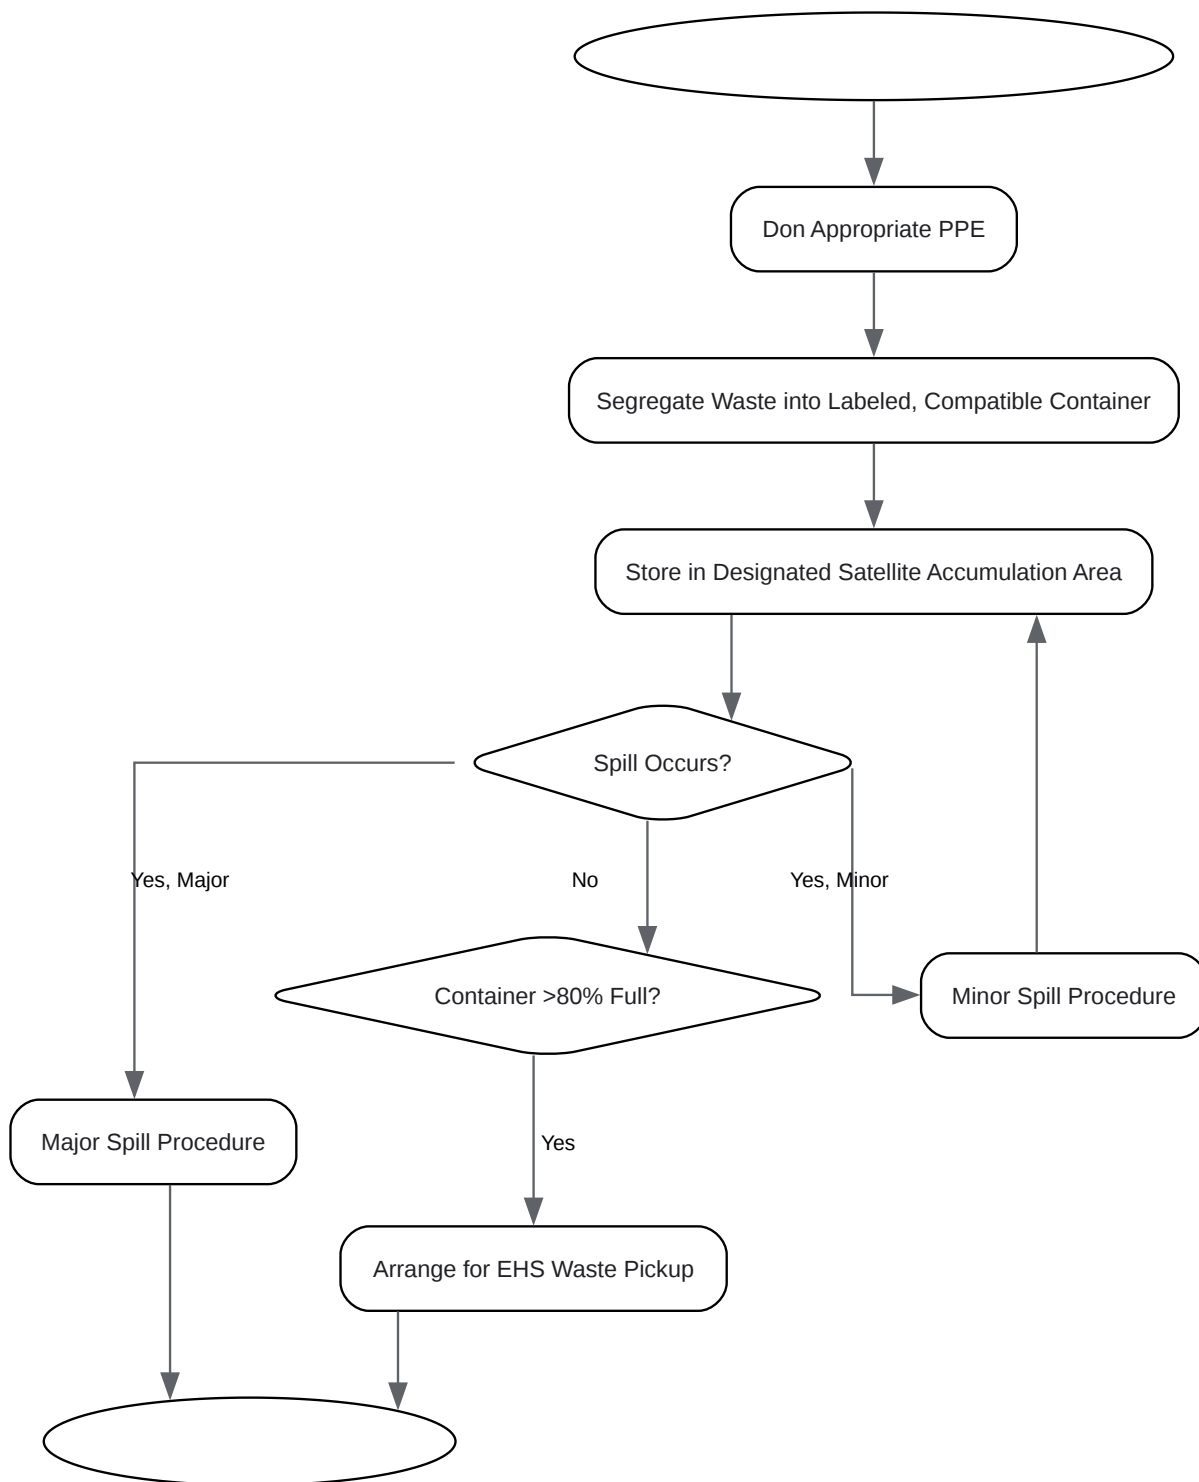 Don Appropriate PPE
Segregate Waste into Labeled, Compatible Container
Store in Designated Satellite Accumulation Area
Spill Occurs?
Yes, Major
No
Yes, Minor
Container >80% Full?
Minor Spill Procedure
Major Spill Procedure
Yes
Arrange for EHS Waste Pickup